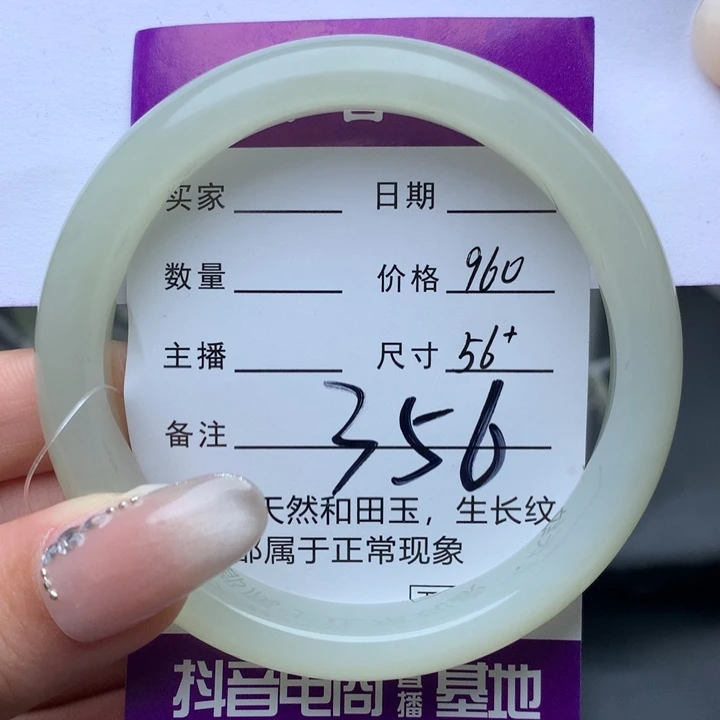 买家 日期
数量 价格 960
主播 尺寸 56+
备注 356
天然和田玉，生长纹
都属于正常现象
抖音电商直播基地